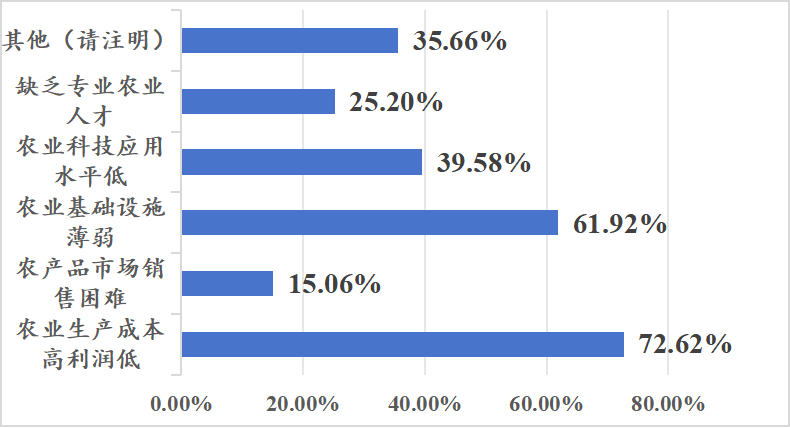 其他（请注明）
35.66%
缺乏专业农业
人才
25.20%
农业科技应用
水平低
39.58%
农业基础设施
薄弱
61.92%
农产品市场销
售困难
15.06%
农业生产成本
高利润低
72.62%
0.00%
20.00%
40.00%
60.00%
80.00%